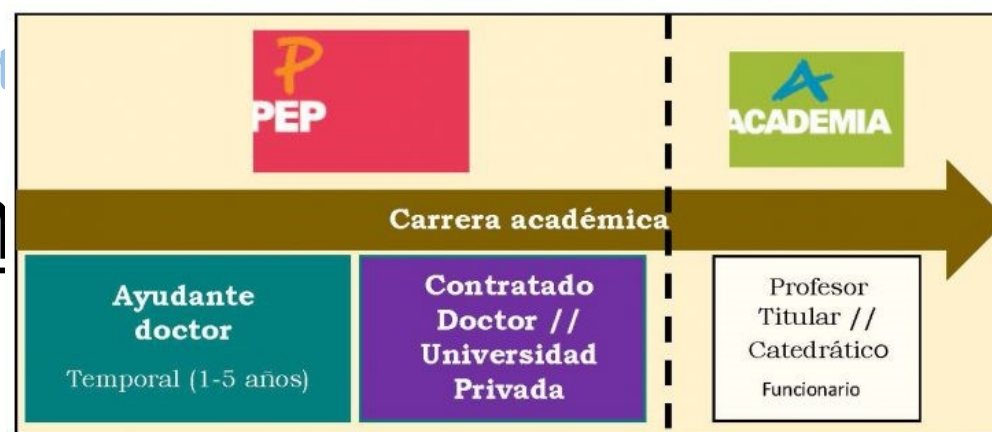 P
PEP
A
ACADEMIA
Carrera académica
Ayudante
doctor
Temporal (1-5 años)
Contratado
Doctor //
Universidad
Privada
Profesor
Titular //
Catedrático
Funcionario